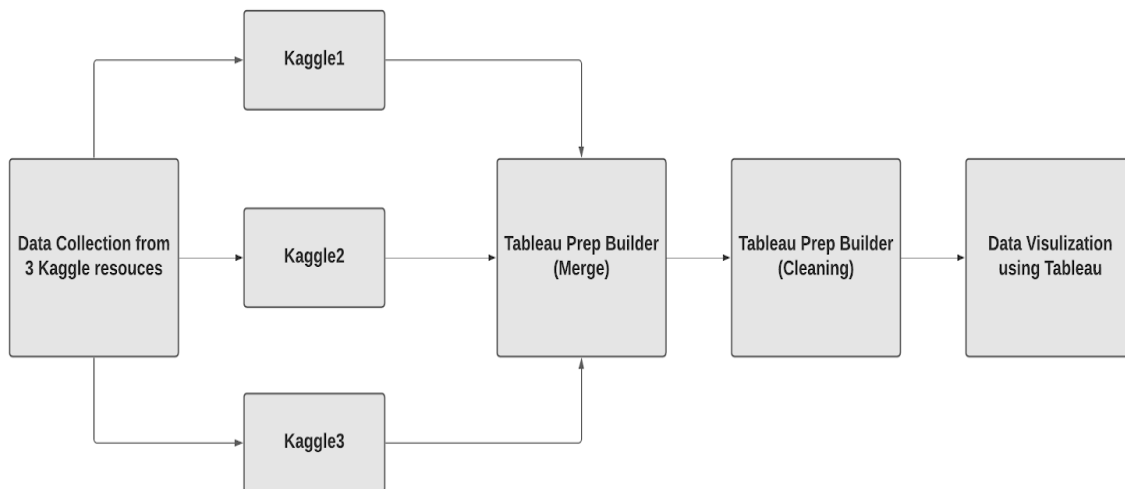 Kaggle1
Data Collection from
3 Kaggle resouces
Kaggle2
Kaggle3
Tableau Prep Builder
(Merge)
Tableau Prep Builder
(Cleaning)
Data Visulization
using Tableau